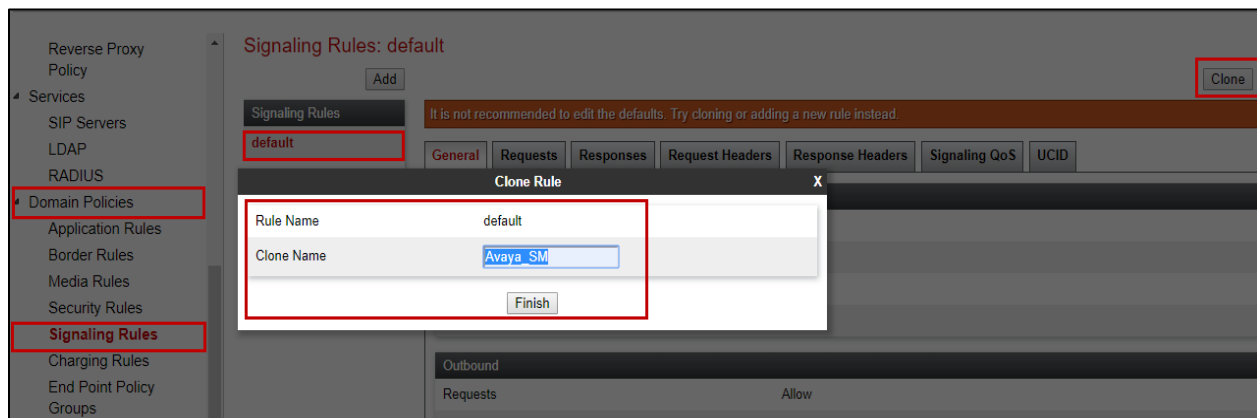 Reverse Proxy
Policy
Services
SIP Servers
LDAP
RADIUS
Domain Policies
Application Rules
Border Rules
Media Rules
Security Rules
Signaling Rules
Charging Rules
End Point Policy
Groups
Signaling Rules: default
Add
Clone
Signaling Rules
default
It is not recommended to edit the defaults. Try cloning or adding a new rule instead.
General Requests Responses Request Headers Response Headers Signaling QoS UCID
Clone Rule X
Rule Name default
Clone Name Avaya_SM
Finish
Outbound
Requests Allow